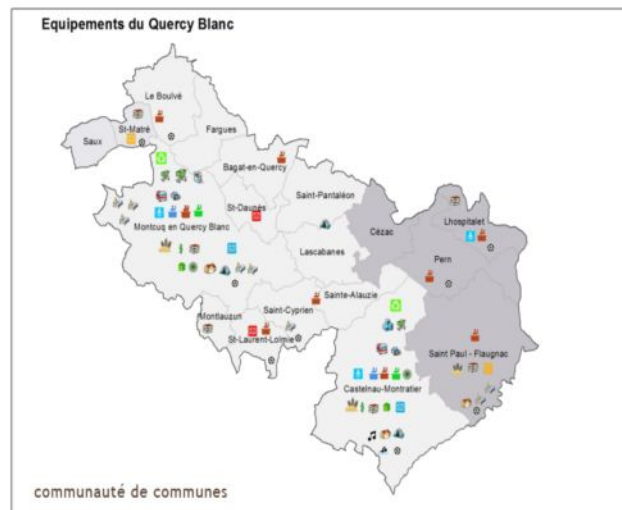 Equipements du Quercy Blanc
Le Boulvé
St-Matré
Saux
Fargues
Bagat-en-Quercy
Saint-Pantaléon
St-Daunès
Cézac
Lhospitalet
Montcuq en Quercy Blanc
Lascabanes
Pern
Sainte-Alauzie
Saint-Cyprien
Montlauzun
St-Laurent-Lolmie
Saint Paul - Flaugnac
Castelnau-Montratier
communauté de communes